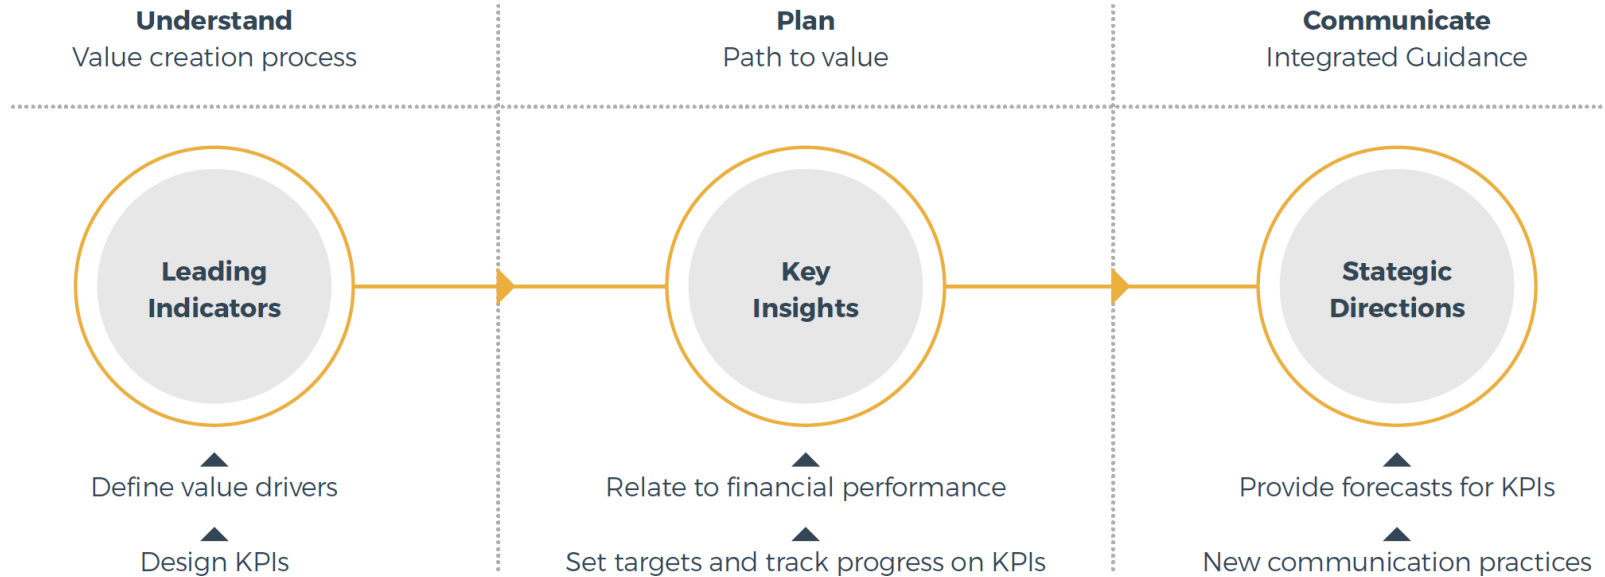 Understand
Value creation process
Plan
Path to value
Communicate
Integrated Guidance
Leading
Indicators
Key
Insights
Stategic
Directions
Define value drivers
Design KPIs
Relate to financial performance
Set targets and track progress on KPIs
Provide forecasts for KPIs
New communication practices